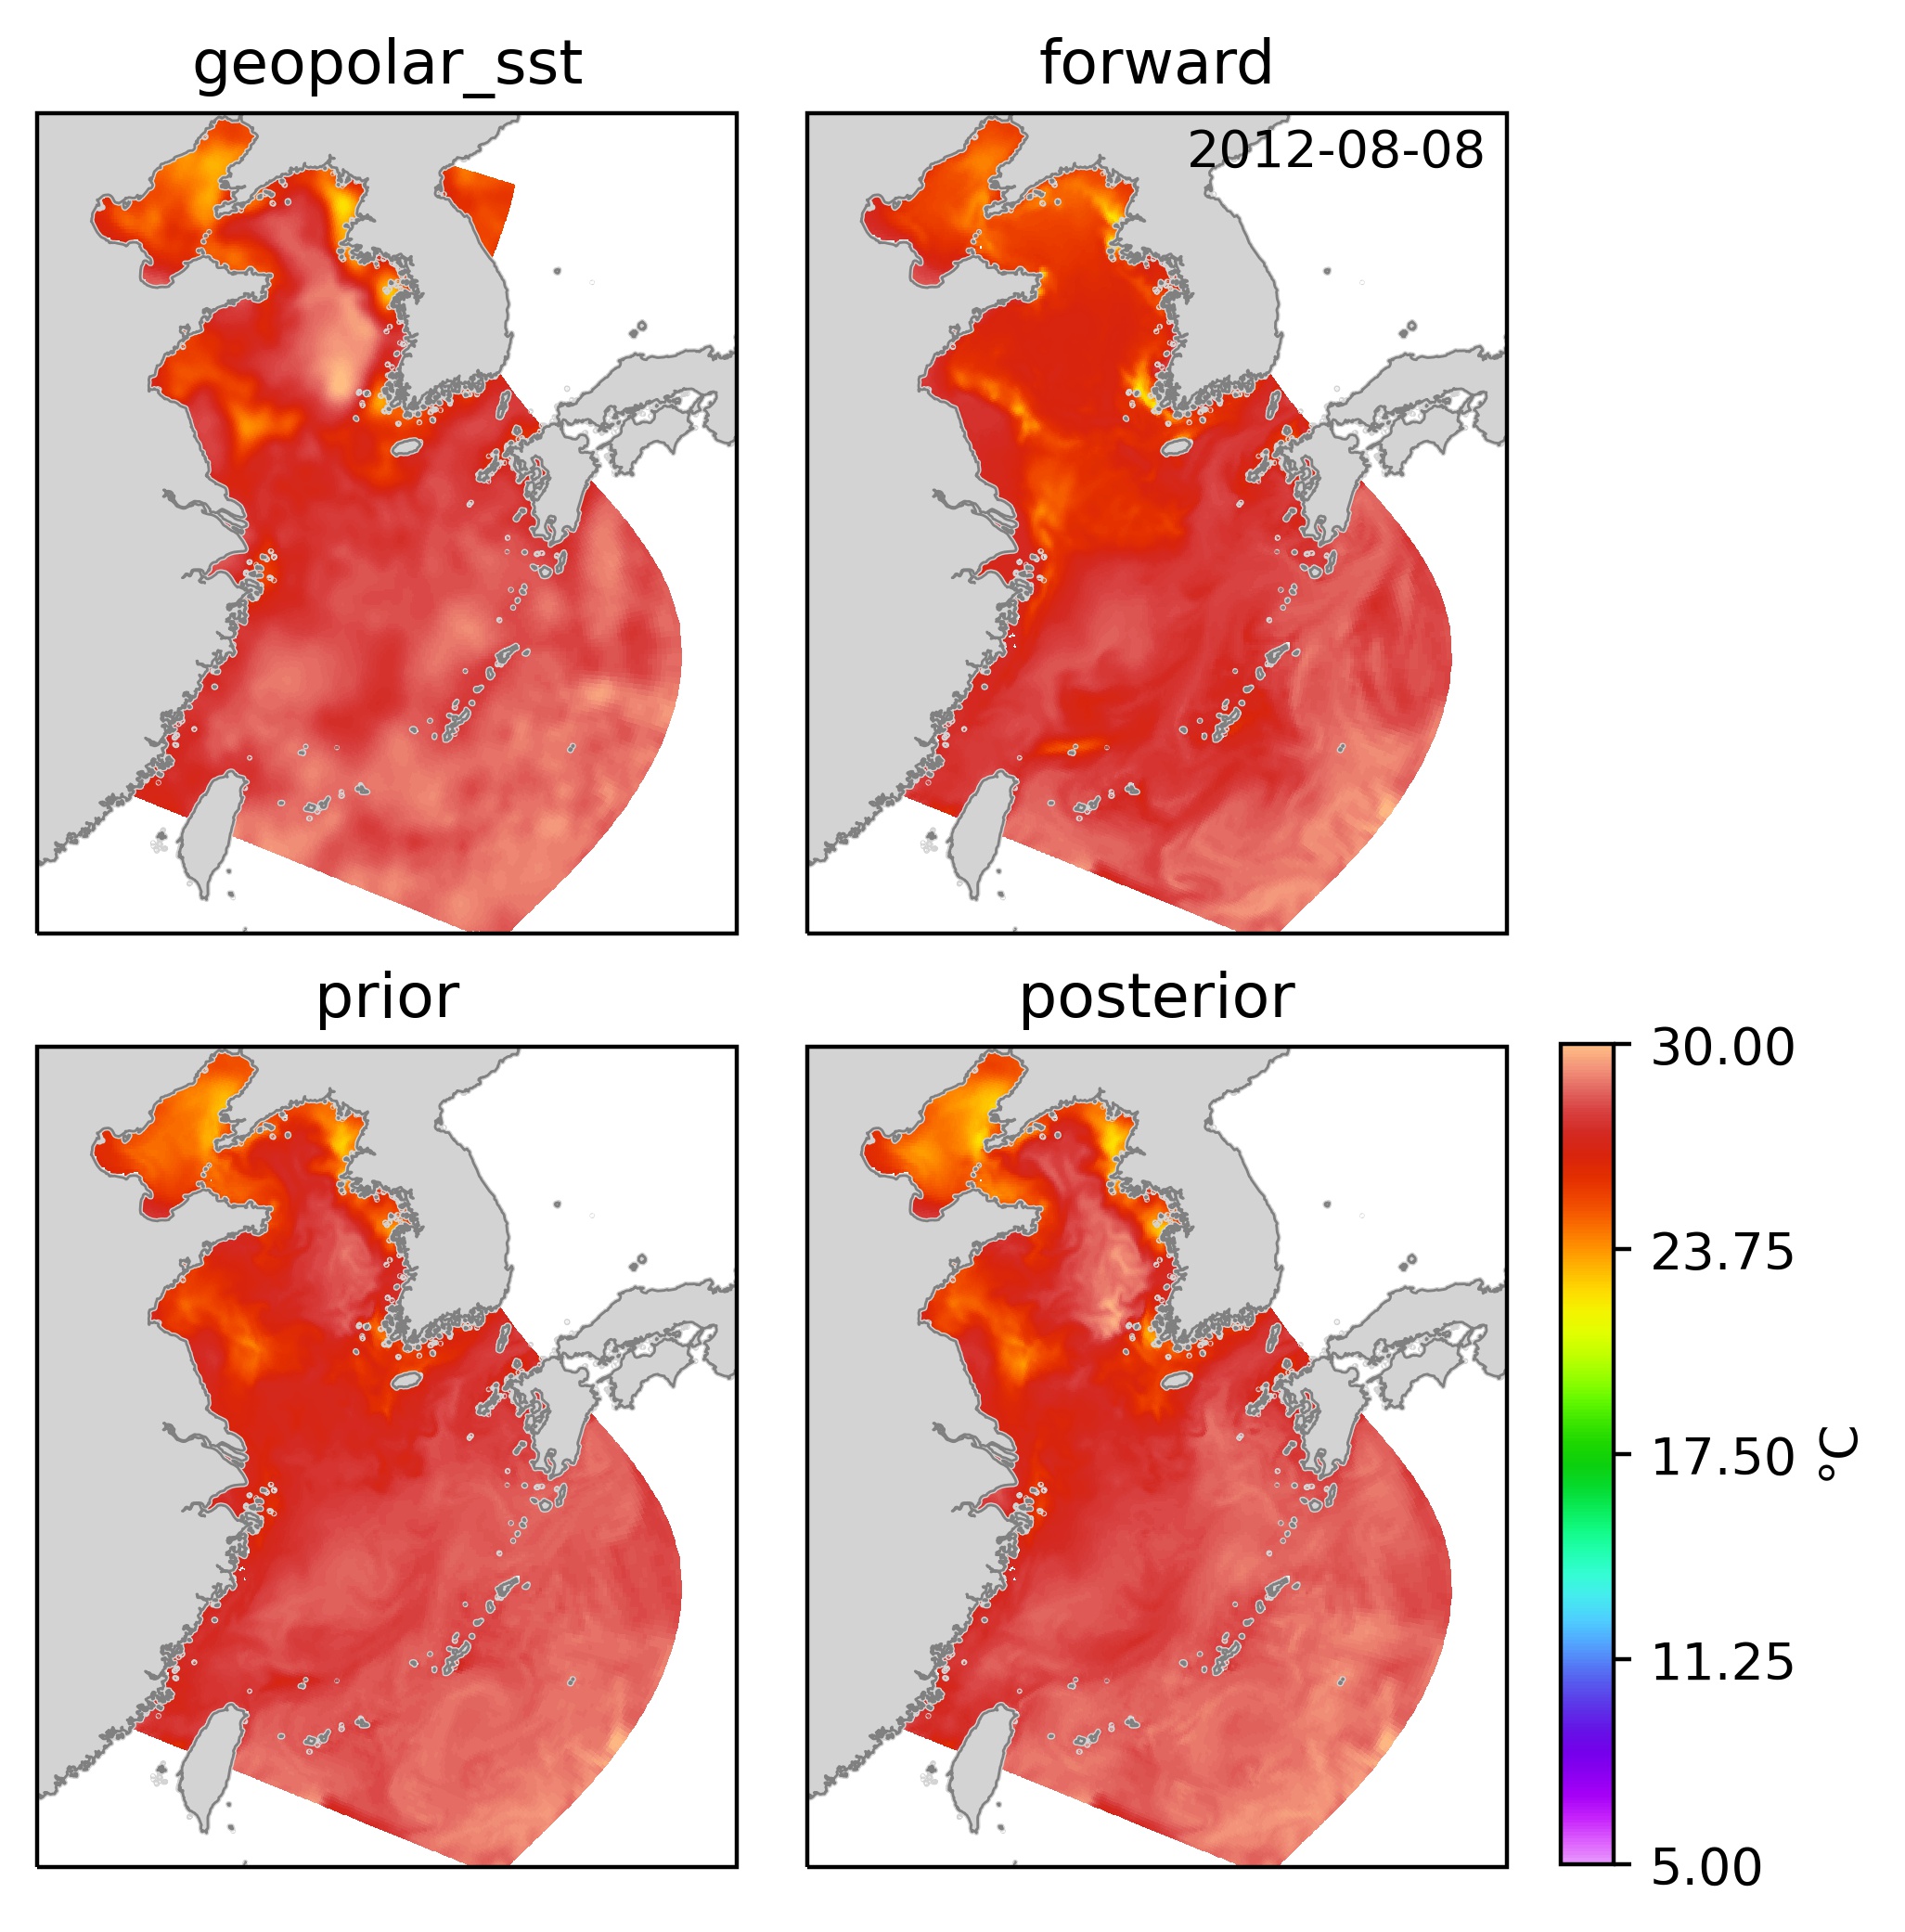 geopolar_sst
forward
2012-08-08
prior
posterior
30.00
23.75
17.50
11.25
5.00
°C